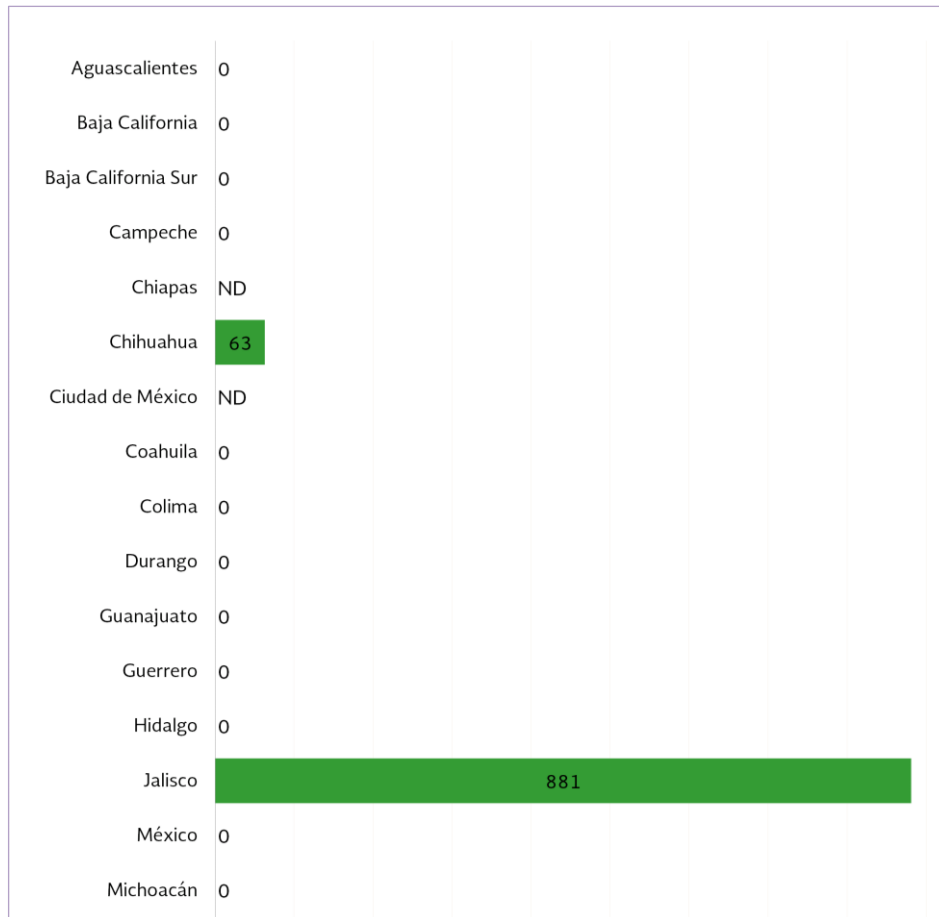 Aguascalientes 0
Baja California 0
Baja California Sur 0
Campeche 0
Chiapas ND
Chihuahua 63
Ciudad de México ND
Coahuila 0
Colima 0
Durango 0
Guanajuato 0
Guerrero 0
Hidalgo 0
Jalisco 881
México 0
Michoacán 0